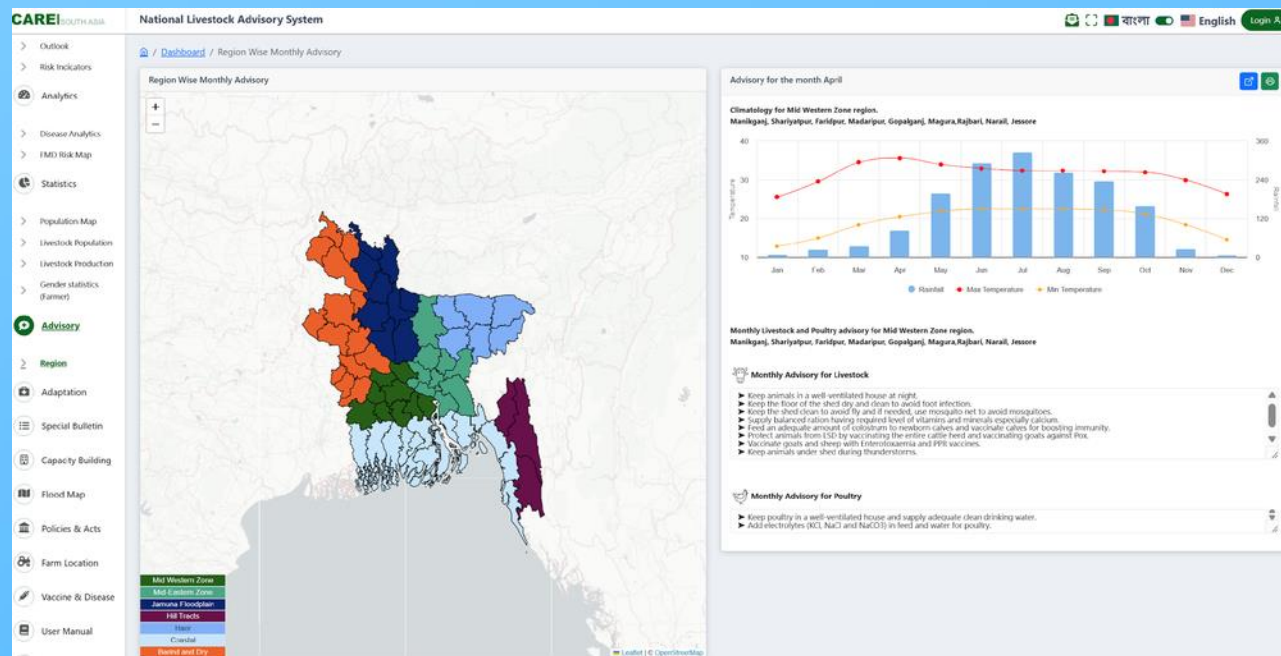 CARE SOUTH ASIA
National Livestock Advisory System
বাংলা
English
Login
Outlook
Risk Indicators
Analytics
Disease Analytics
FMD Risk Map
Statistics
Population Map
Livestock Population
Livestock Production
Gender statistics
(Farmer)
Advisory
Region
Adaptation
Special Bulletin
Capacity Building
Flood Map
Policies & Acts
Farm Location
Vaccine & Disease
User Manual
/ Dashboard / Region Wise Monthly Advisory
Region Wise Monthly Advisory
+
−
Mid Western Zone
Mid-Eastern Zone
Jamuna Floodplain
Hill Tracts
Haor
Coastal
Barind and Dry
Leaflet | © OpenStreetMap
Advisory for the month April
Climatology for Mid Western Zone region.
Manikganj, Shariyatpur, Faridpur, Madaripur, Gopalganj, Magura,Rajbari, Narail, Jessore
40
30
20
10
Temperature
360
240
120
0
Rainfall
Jan Feb Mar Apr May Jun Jul Aug Sep Oct Nov Dec
Rainfall Max Temperature Min Temperature
Monthly Livestock and Poultry advisory for Mid Western Zone region.
Manikganj, Shariyatpur, Faridpur, Madaripur, Gopalganj, Magura,Rajbari, Narail, Jessore
Monthly Advisory for Livestock
➤ Keep animals in a well-ventilated house at night.
➤ Keep the floor of the shed dry and clean to avoid foot infection.
➤ Keep the shed clean to avoid fly and if needed, use mosquito net to avoid mosquitoes.
➤ Supply balanced ration having required level of vitamins and minerals especially calcium.
➤ Feed an adequate amount of colostrum to newborn calves and vaccinate calves for boosting immunity.
➤ Protect animals from LSD by vaccinating the entire cattle herd and vaccinating goats against Pox.
➤ Vaccinate goats and sheep with Enterotoxaemia and PPR vaccines.
➤ Keep animals under shed during thunderstorms.
Monthly Advisory for Poultry
➤ Keep poultry in a well-ventilated house and supply adequate clean drinking water.
➤ Add electrolytes (KCl, NaCl and NaCO3) in feed and water for poultry.